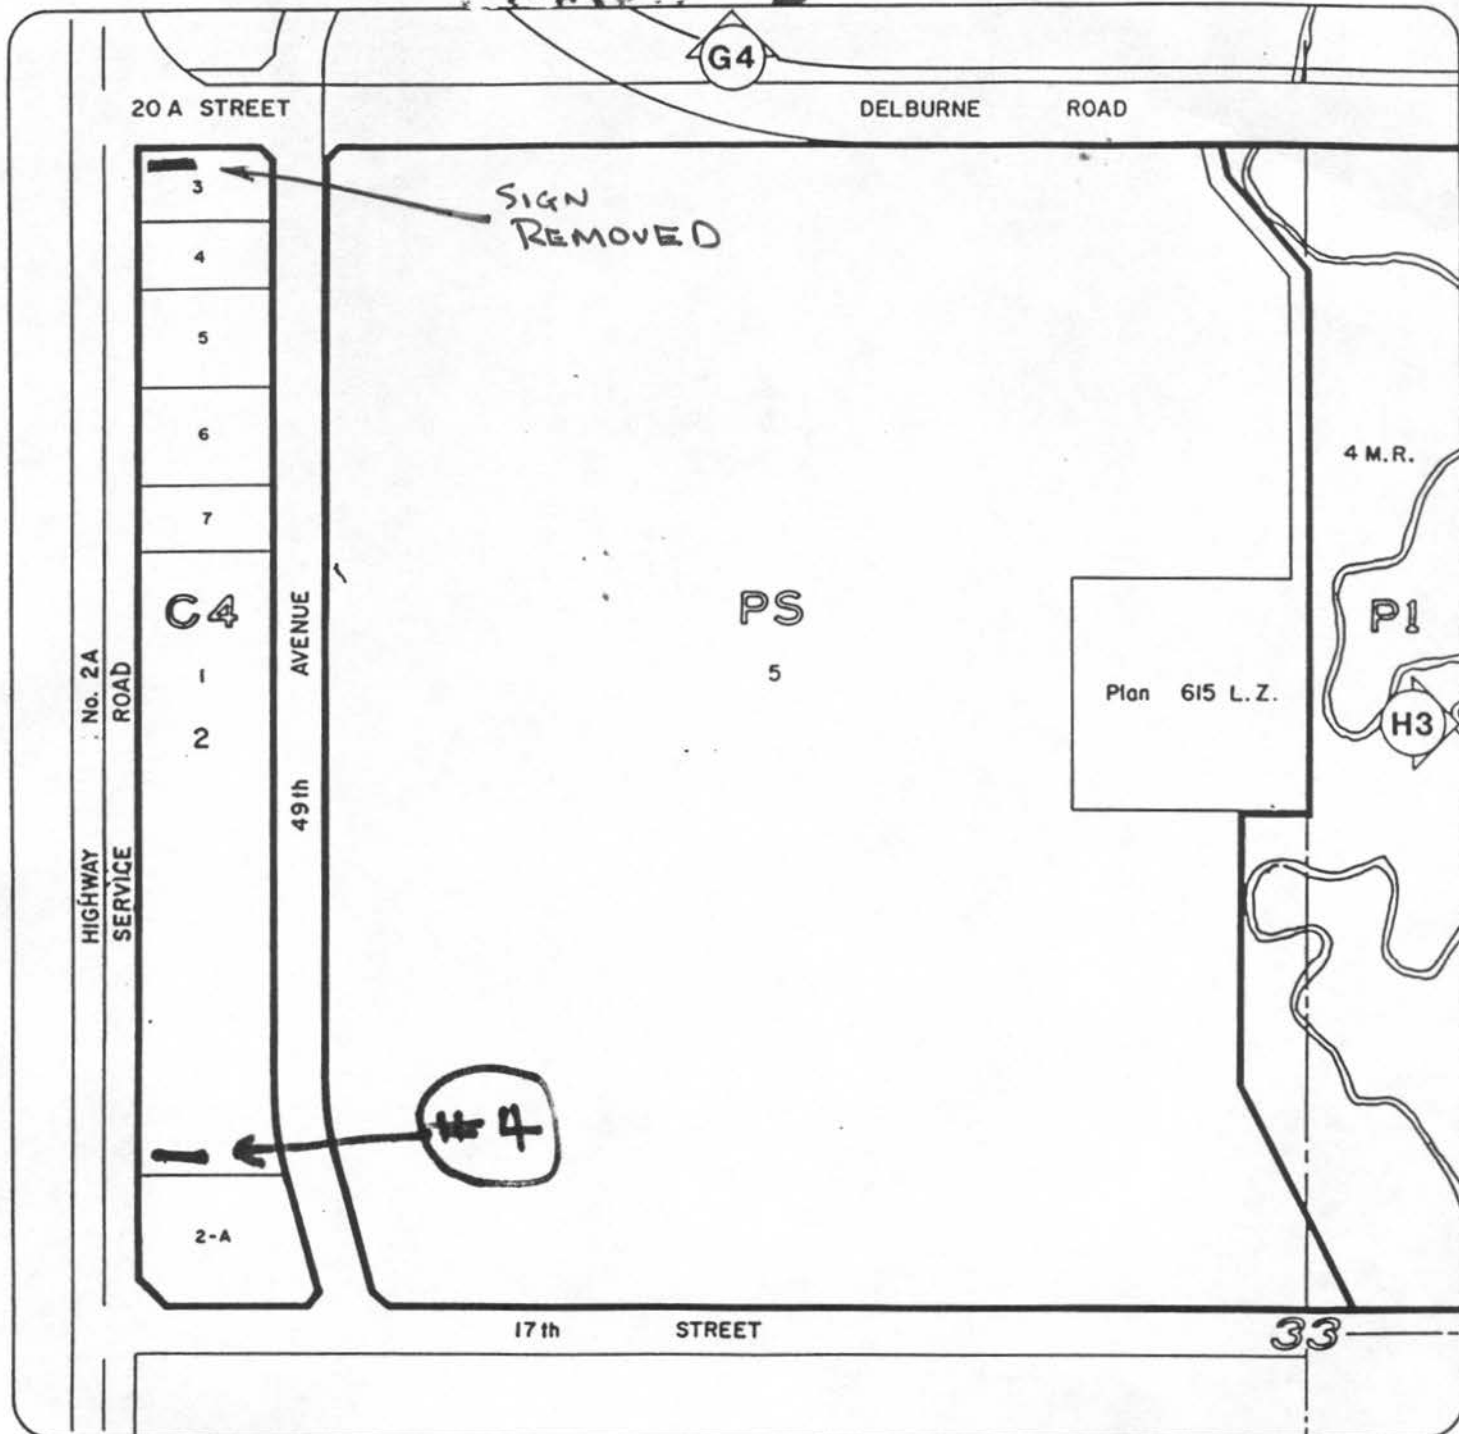 G4
20 A STREET
DELBURNE ROAD
3
SIGN
REMOVED
4
5
6
4 M.R.
7
C4
PS
P1
1
5
2
Plan 615 L.Z.
H3
HIGHWAY No. 2A
SERVICE ROAD
49th AVENUE
# 4
2-A
17th STREET
33